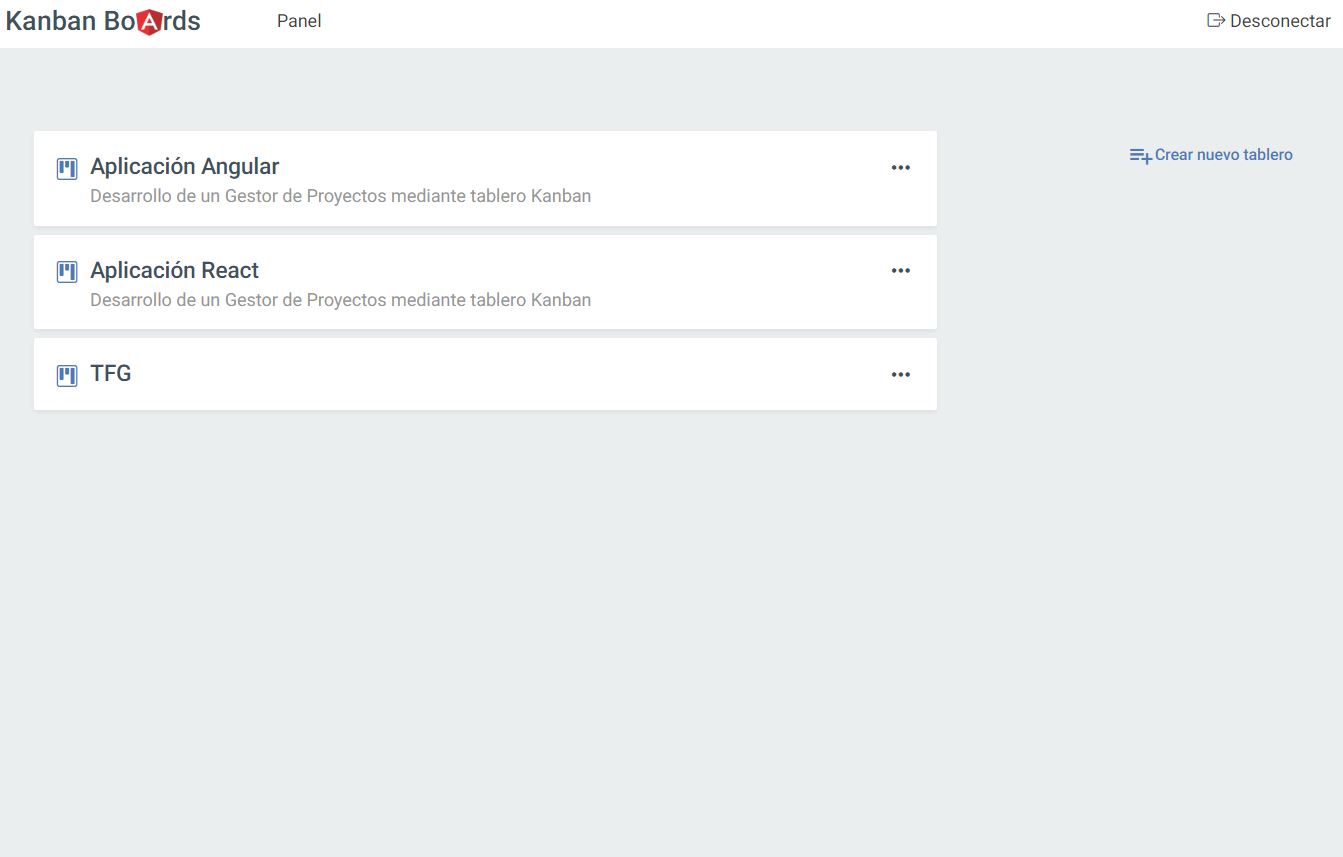 Kanban BoArds
Panel
Desconectar
Aplicación Angular
Desarrollo de un Gestor de Proyectos mediante tablero Kanban
Crear nuevo tablero
Aplicación React
Desarrollo de un Gestor de Proyectos mediante tablero Kanban
TFG